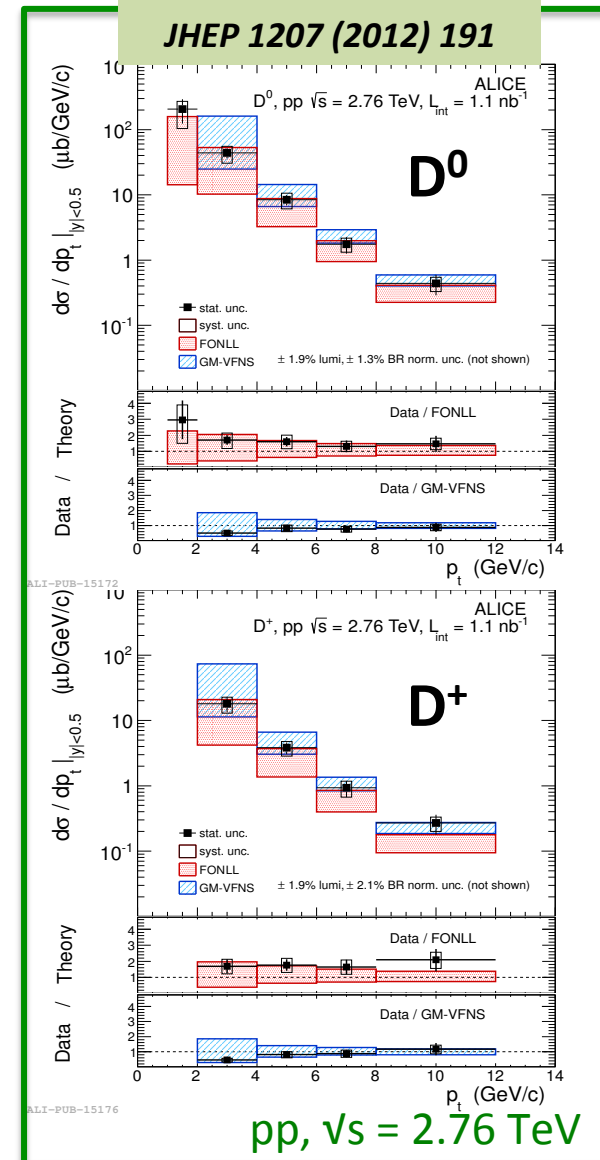 JHEP 1207 (2012) 191
ALICE
D⁰, pp √s = 2.76 TeV, L_int = 1.1 nb⁻¹
D⁰
dσ / dp_t |_|y|<0.5 (μb/GeV/c)
10
10²
10
1
10⁻¹
stat. unc.
syst. unc.
FONLL
GM-VFNS
± 1.9% lumi, ± 1.3% BR norm. unc. (not shown)
Data / Theory
4
3
2
1
Data / FONLL
4
3
2
1
Data / GM-VFNS
0 2 4 6 8 10 12 14
p_t (GeV/c)
ALI-PUB-15172
ALICE
D⁺, pp √s = 2.76 TeV, L_int = 1.1 nb⁻¹
D⁺
dσ / dp_t |_|y|<0.5 (μb/GeV/c)
10
10²
10
1
10⁻¹
stat. unc.
syst. unc.
FONLL
GM-VFNS
± 1.9% lumi, ± 2.1% BR norm. unc. (not shown)
Data / Theory
4
3
2
1
Data / FONLL
4
3
2
1
Data / GM-VFNS
0 2 4 6 8 10 12 14
p_t (GeV/c)
ALI-PUB-15176
pp, √s = 2.76 TeV